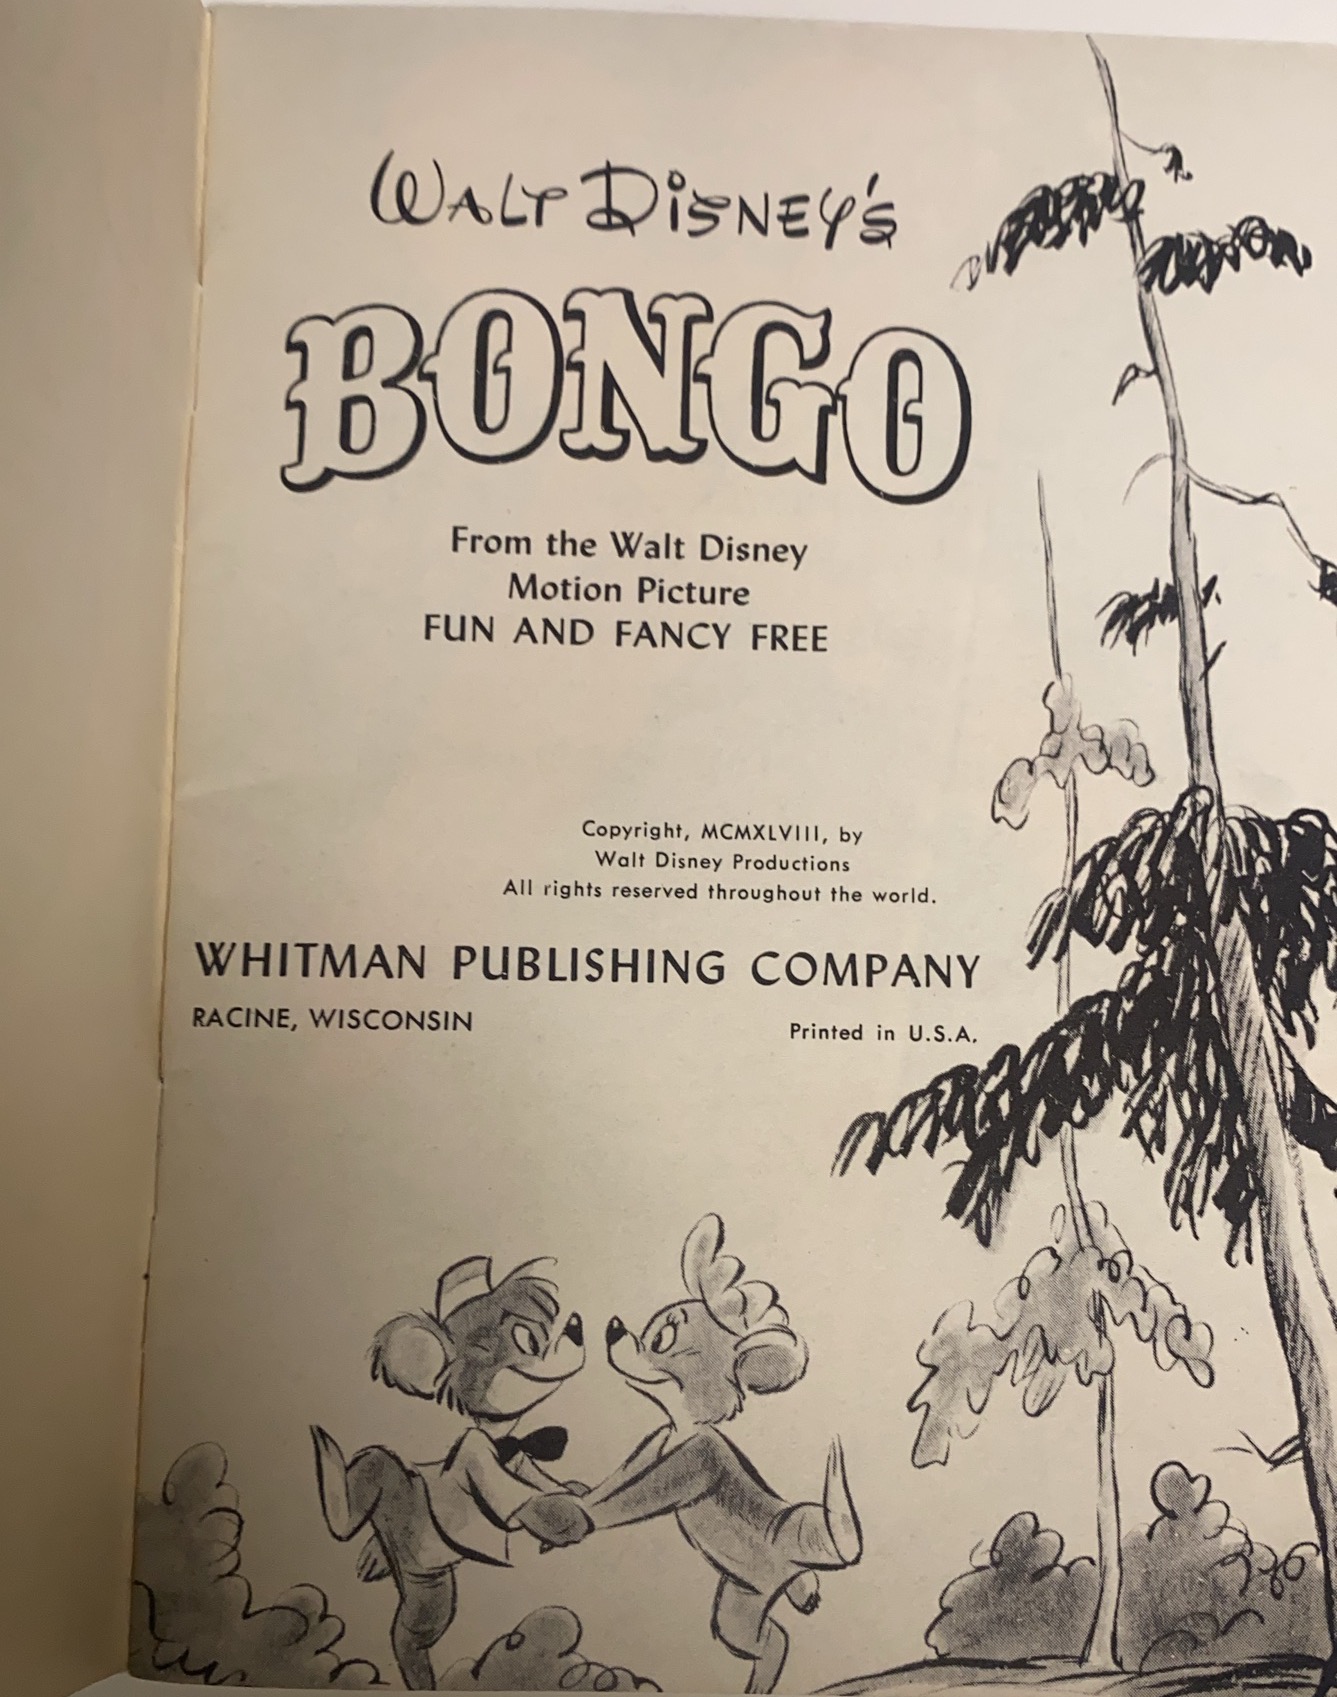 WALT DISNEY'S
BONGO
From the Walt Disney
Motion Picture
FUN AND FANCY FREE
Copyright, MCMXLVIII, by
Walt Disney Productions
All rights reserved throughout the world.
WHITMAN PUBLISHING COMPANY
RACINE, WISCONSIN Printed in U.S.A.